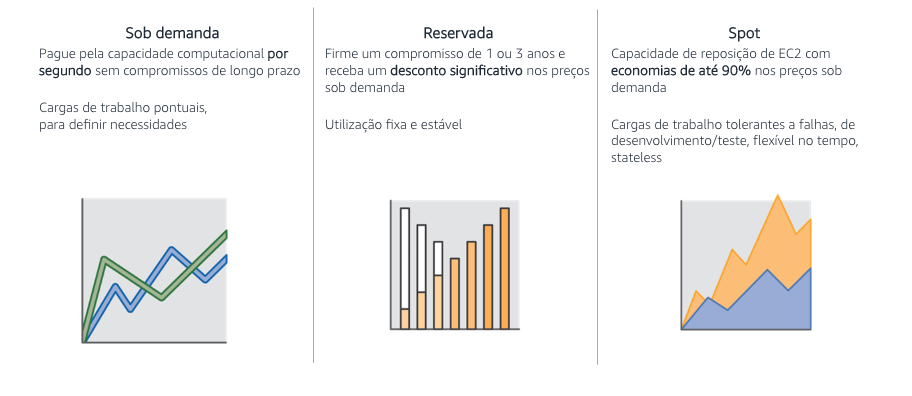 Sob demanda
Pague pela capacidade computacional por
segundo sem compromissos de longo prazo
Cargas de trabalho pontuais,
para definir necessidades
Reservada
Firme um compromisso de 1 ou 3 anos e
receba um desconto significativo nos preços
sob demanda
Utilização fixa e estável
Spot
Capacidade de reposição de EC2 com
economias de até 90% nos preços sob
demanda
Cargas de trabalho tolerantes a falhas, de
desenvolvimento/teste, flexível no tempo,
stateless